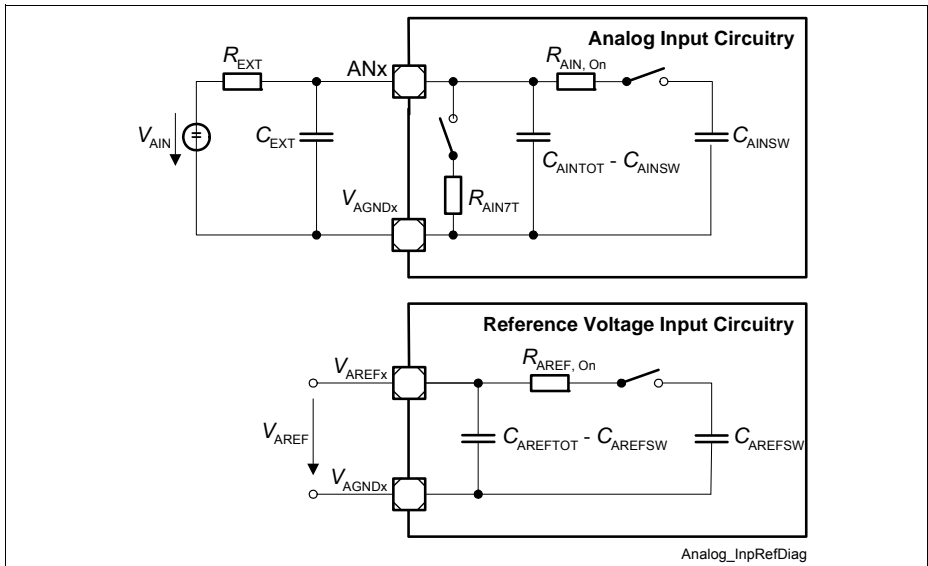 Analog Input Circuitry
R_EXT
ANx
R_AIN, On
V_AIN
C_EXT
C_AINTOT - C_AINSW
C_AINSW
V_AGNDx
R_AIN7T
Reference Voltage Input Circuitry
V_AREFx
R_AREF, On
V_AREF
C_AREFTOT - C_AREFSW
C_AREFSW
V_AGNDx
Analog_InpRefDiag